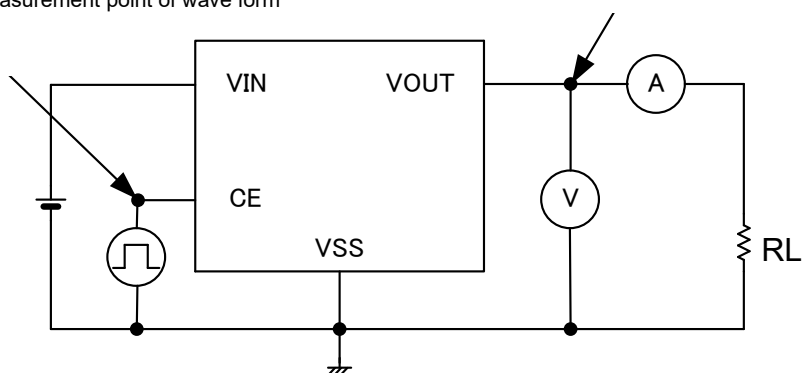 asurement point of wave form
VIN VOUT A
CE V
VSS
RL